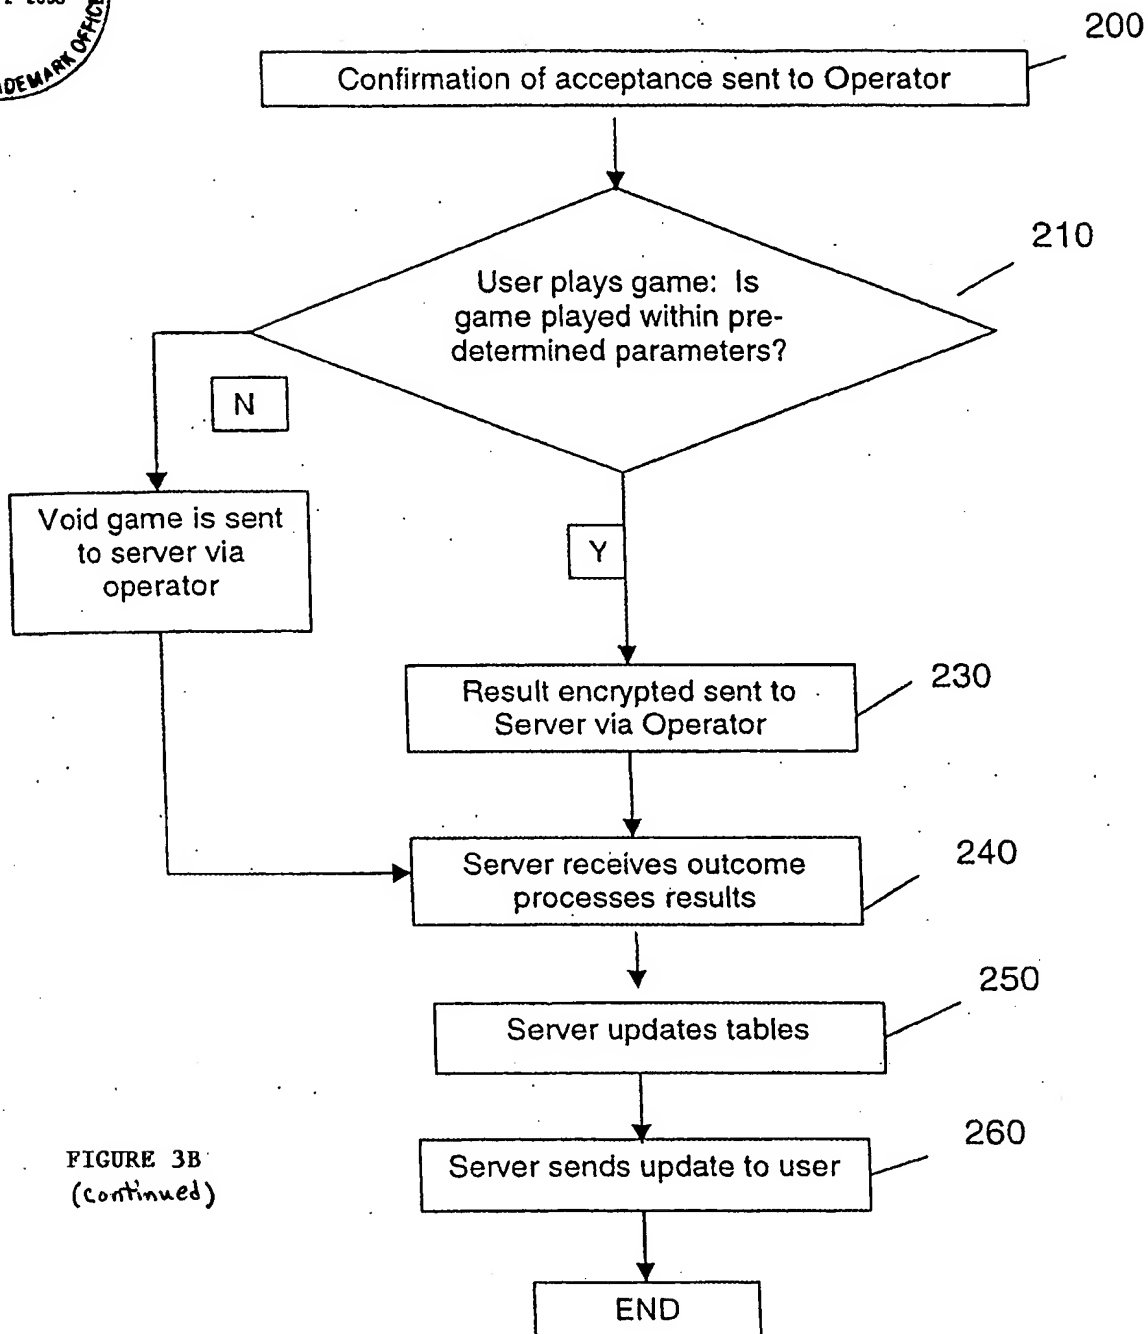 DEMARK OFFICE
200
Confirmation of acceptance sent to Operator
210
User plays game: Is
game played within pre-
determined parameters?
N
Void game is sent
to server via
operator
Y
Result encrypted sent to
Server via Operator
230
Server receives outcome
processes results
240
250
Server updates tables
260
Server sends update to user
FIGURE 3B
(continued)
END